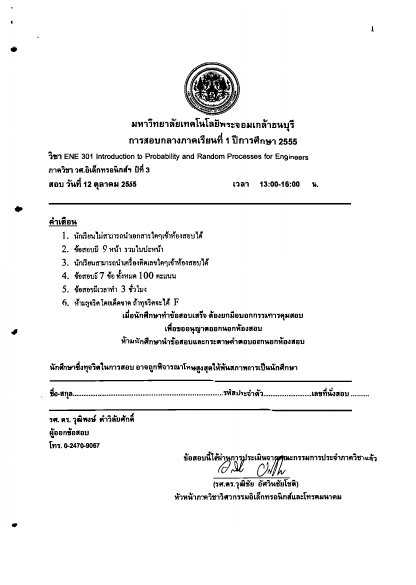 1
มหาวิทยาลัยเทคโนโลยีพระจอมเกล้าธนบุรี
การสอบกลางภาคเรียนที่ 1 ปีการศึกษา 2555
วิชา ENE 301 Introduction to Probability and Random Processes for Engineers
ภาควิชา วศ.อิเล็กทรอนิกส์ฯ ปีที่ 3
สอบ วันที่ 12 ตุลาคม 2555 เวลา 13:00-16:00 น.
คำเตือน
1. นักเรียนไม่สามารถนำเอกสารใดๆเข้าห้องสอบได้
2. ข้อสอบมี 9 หน้า รวมใบปะหน้า
3. นักเรียนสามารถนำเครื่องคิดเลขใดๆเข้าห้องสอบได้
4. ข้อสอบมี 7 ข้อ ทั้งหมด 100 คะแนน
5. ข้อสอบมีเวลาทำ 3 ชั่วโมง
6. ห้ามทุจริตโดยเด็ดขาด ถ้าทุจริตจะได้ F
เมื่อนักศึกษาทำข้อสอบเสร็จ ต้องยกมือบอกกรรมการคุมสอบ
เพื่อขออนุญาตออกนอกห้องสอบ
ห้ามนักศึกษานำข้อสอบและกระดาษคำตอบออกนอกห้องสอบ
นักศึกษาซึ่งทุจริตในการสอบ อาจถูกพิจารณาโทษสูงสุดให้พ้นสภาพการเป็นนักศึกษา
ชื่อ-สกุล..................................................รหัสประจำตัว.....................เลขที่นั่งสอบ ........
รศ. ดร. วุฒิพงษ์ คำวิลัยศักดิ์
ผู้ออกข้อสอบ
โทร. 0-2470-9067
ข้อสอบนี้ได้ผ่านการประเมินจากคณะกรรมการประจำภาควิชาแล้ว
(รศ.ดร.วุฒิชัย อัศวินชัยโชติ)
หัวหน้าภาควิชาวิศวกรรมอิเล็กทรอนิกส์และโทรคมนาคม